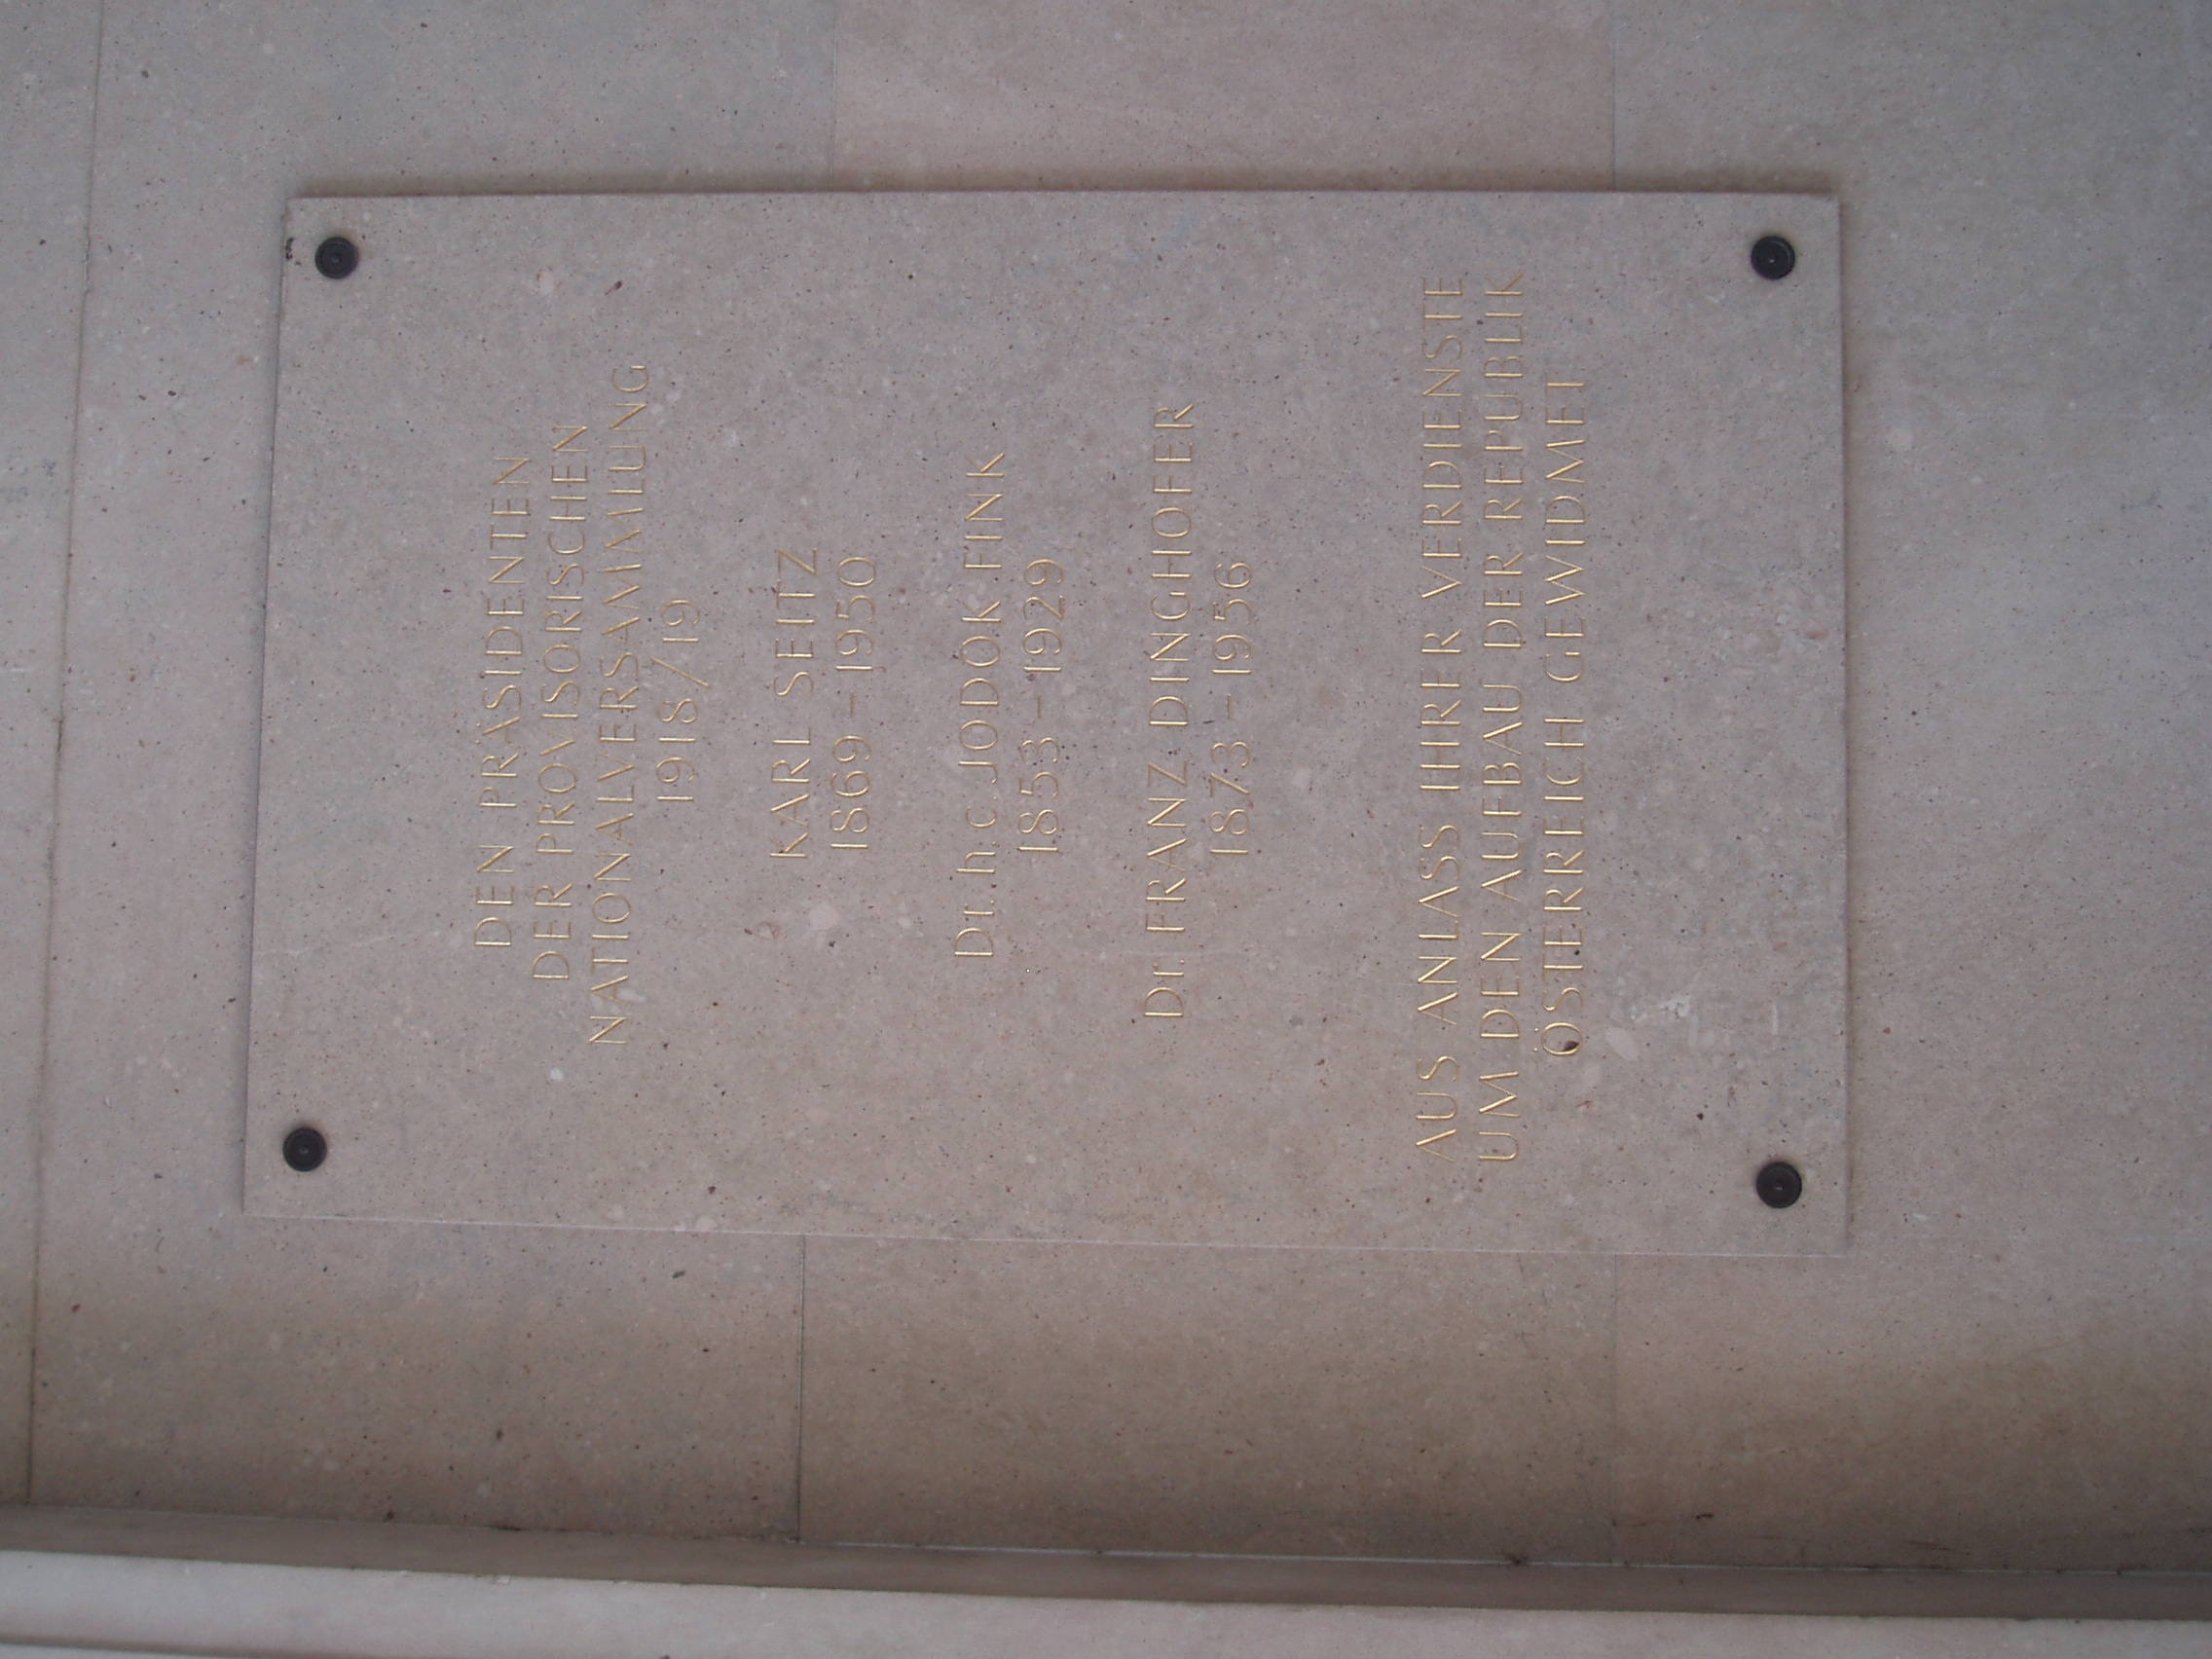 DEN PRÄSIDENTEN
DER PROVISORISCHEN
NATIONALVERSAMMLUNG
1918/19
KARL SEITZ
1869–1950
Dr. h.c. JODOK FINK
1853–1929
Dr. FRANZ DINGHOFER
1873–1956
AUS ANLASS IHRER VERDIENSTE
UM DEN AUFBAU DER REPUBLIK
ÖSTERREICH GEWIDMET